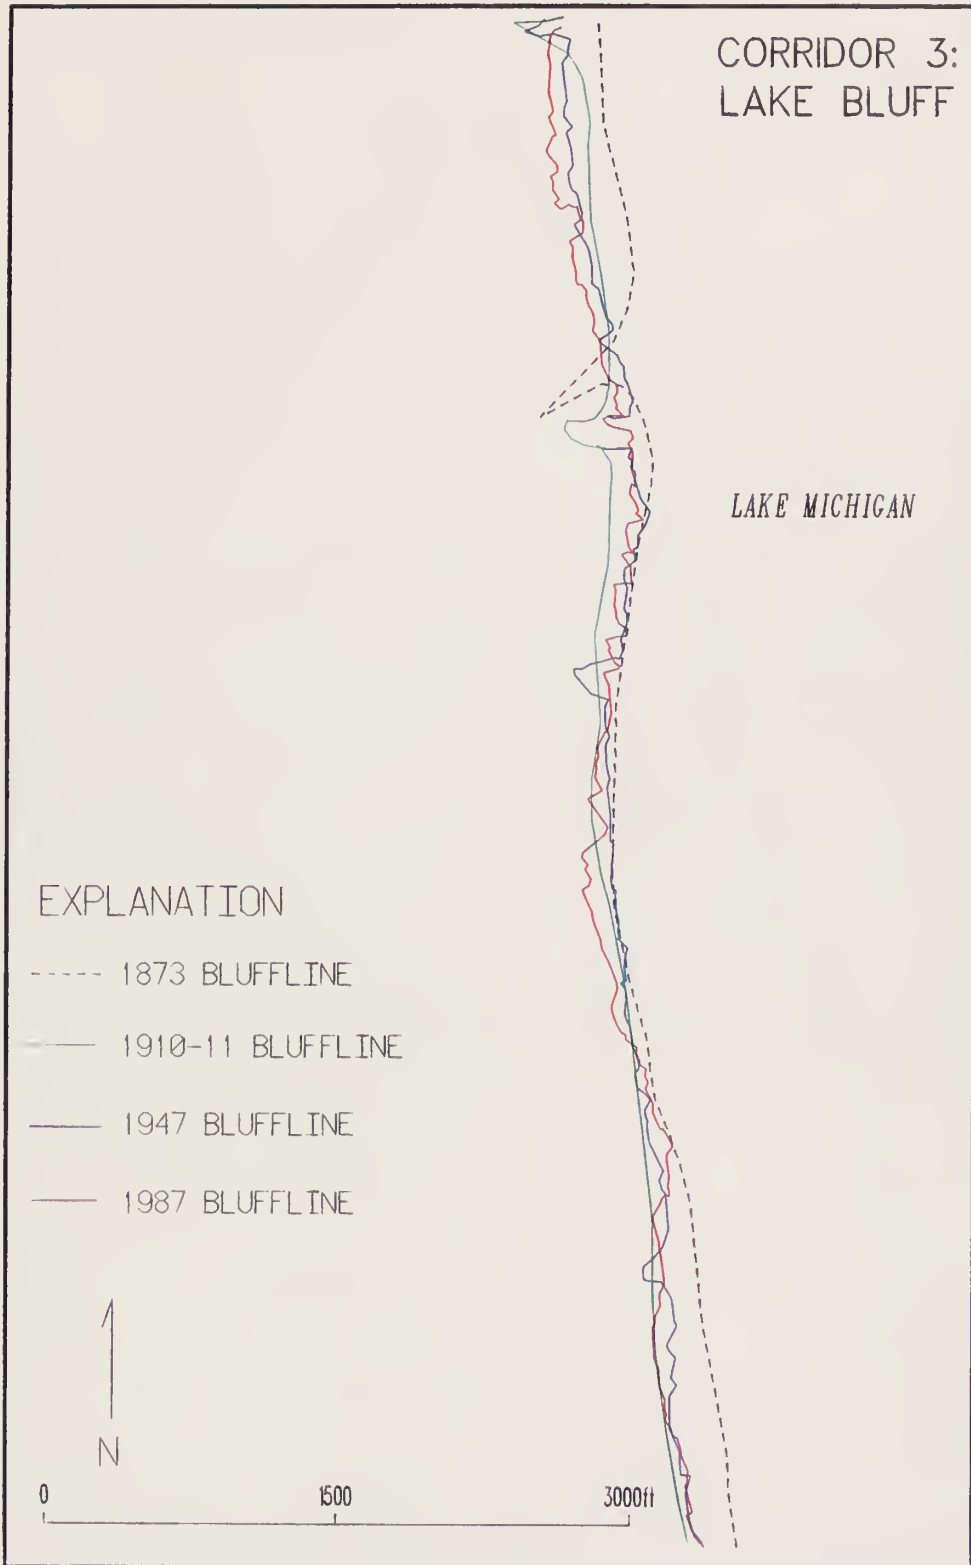 CORRIDOR 3:
LAKE BLUFF
LAKE MICHIGAN
EXPLANATION
1873 BLUFFLINE
1910-11 BLUFFLINE
1947 BLUFFLINE
1987 BLUFFLINE
N
0 1500 3000ft